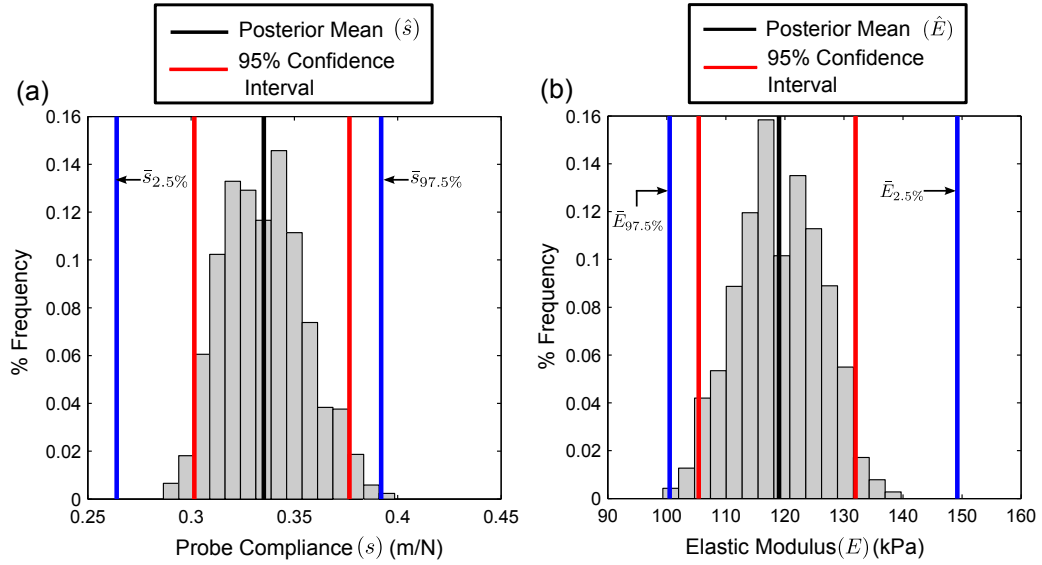 Posterior Mean (ŝ)
95% Confidence
Interval
(a)
% Frequency
0.16
0.14
0.12
0.1
0.08
0.06
0.04
0.02
0
s̄2.5%
s̄97.5%
0.25
0.3
0.35
0.4
0.45
Probe Compliance (s) (m/N)
Posterior Mean (Ê)
95% Confidence
Interval
(b)
% Frequency
0.16
0.14
0.12
0.1
0.08
0.06
0.04
0.02
0
Ē97.5%
Ē2.5%
90
100
110
120
130
140
150
160
Elastic Modulus (E) (kPa)